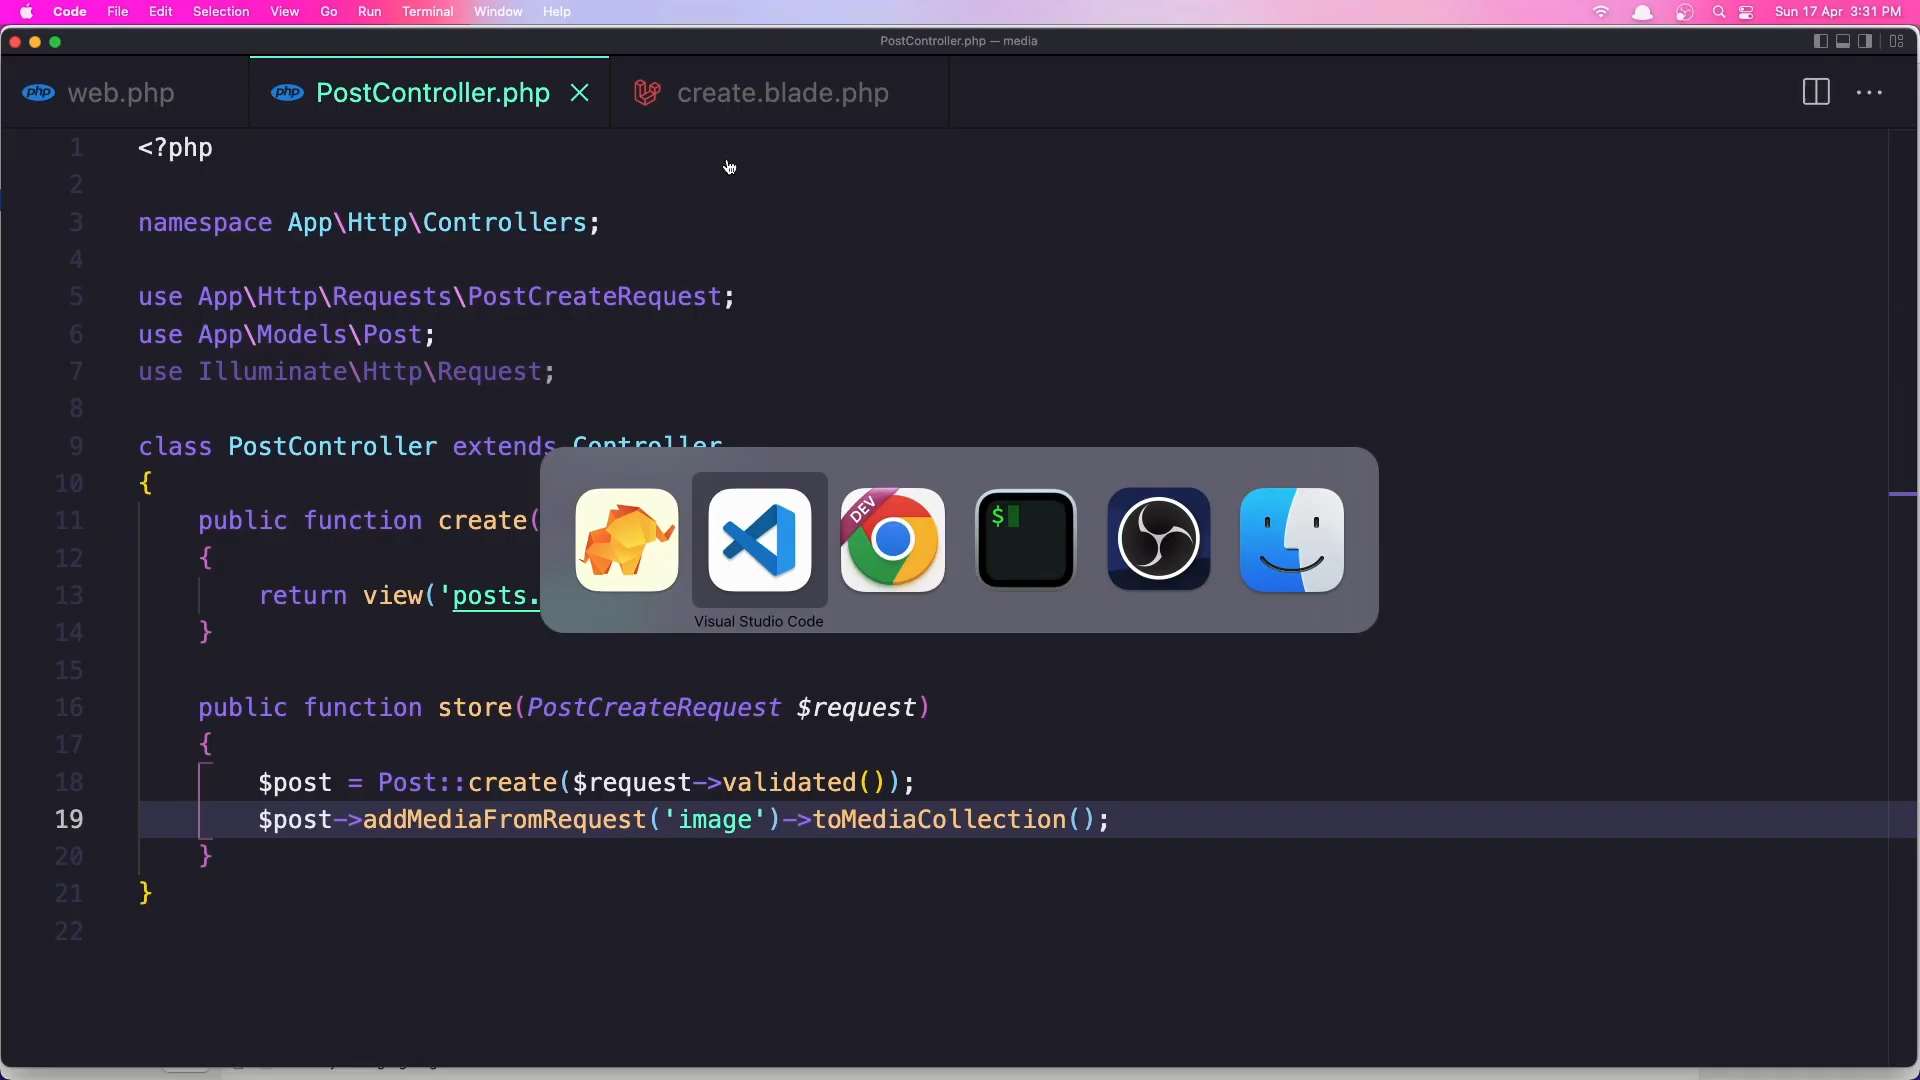 Code File Edit Selection View Go Run Terminal Window Help Sun 17 Apr 3:31 PM
PostController.php — media
php web.php php PostController.php create.blade.php
1 <?php
2
3 namespace App\Http\Controllers;
4
5 use App\Http\Requests\PostCreateRequest;
6 use App\Models\Post;
7 use Illuminate\Http\Request;
8
9 class PostController extends Controller
10 {
11 public function create(
12 {
13 return view('posts.
14 }
15
16 public function store(PostCreateRequest $request)
17 {
18 $post = Post::create($request->validated());
19 $post->addMediaFromRequest('image')->toMediaCollection();
20 }
21 }
22
DEV
$
Visual Studio Code